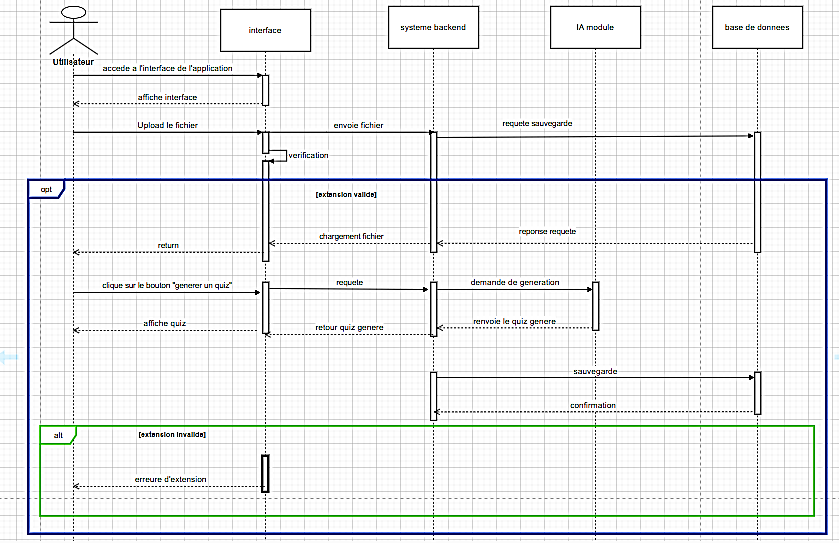 interface
systeme backend
IA module
base de donnees
Utilisateur
accede a l'interface de l'application
affiche interface
Upload le fichier
envoie fichier
requete sauvegarde
verification
opt
[extension valide]
reponse requete
chargement fichier
return
clique sur le bouton "generer un quiz"
requete
demande de generation
affiche quiz
retour quiz genere
renvoie le quiz genere
sauvegarde
confirmation
alt
[extension invalide]
erreure d'extension